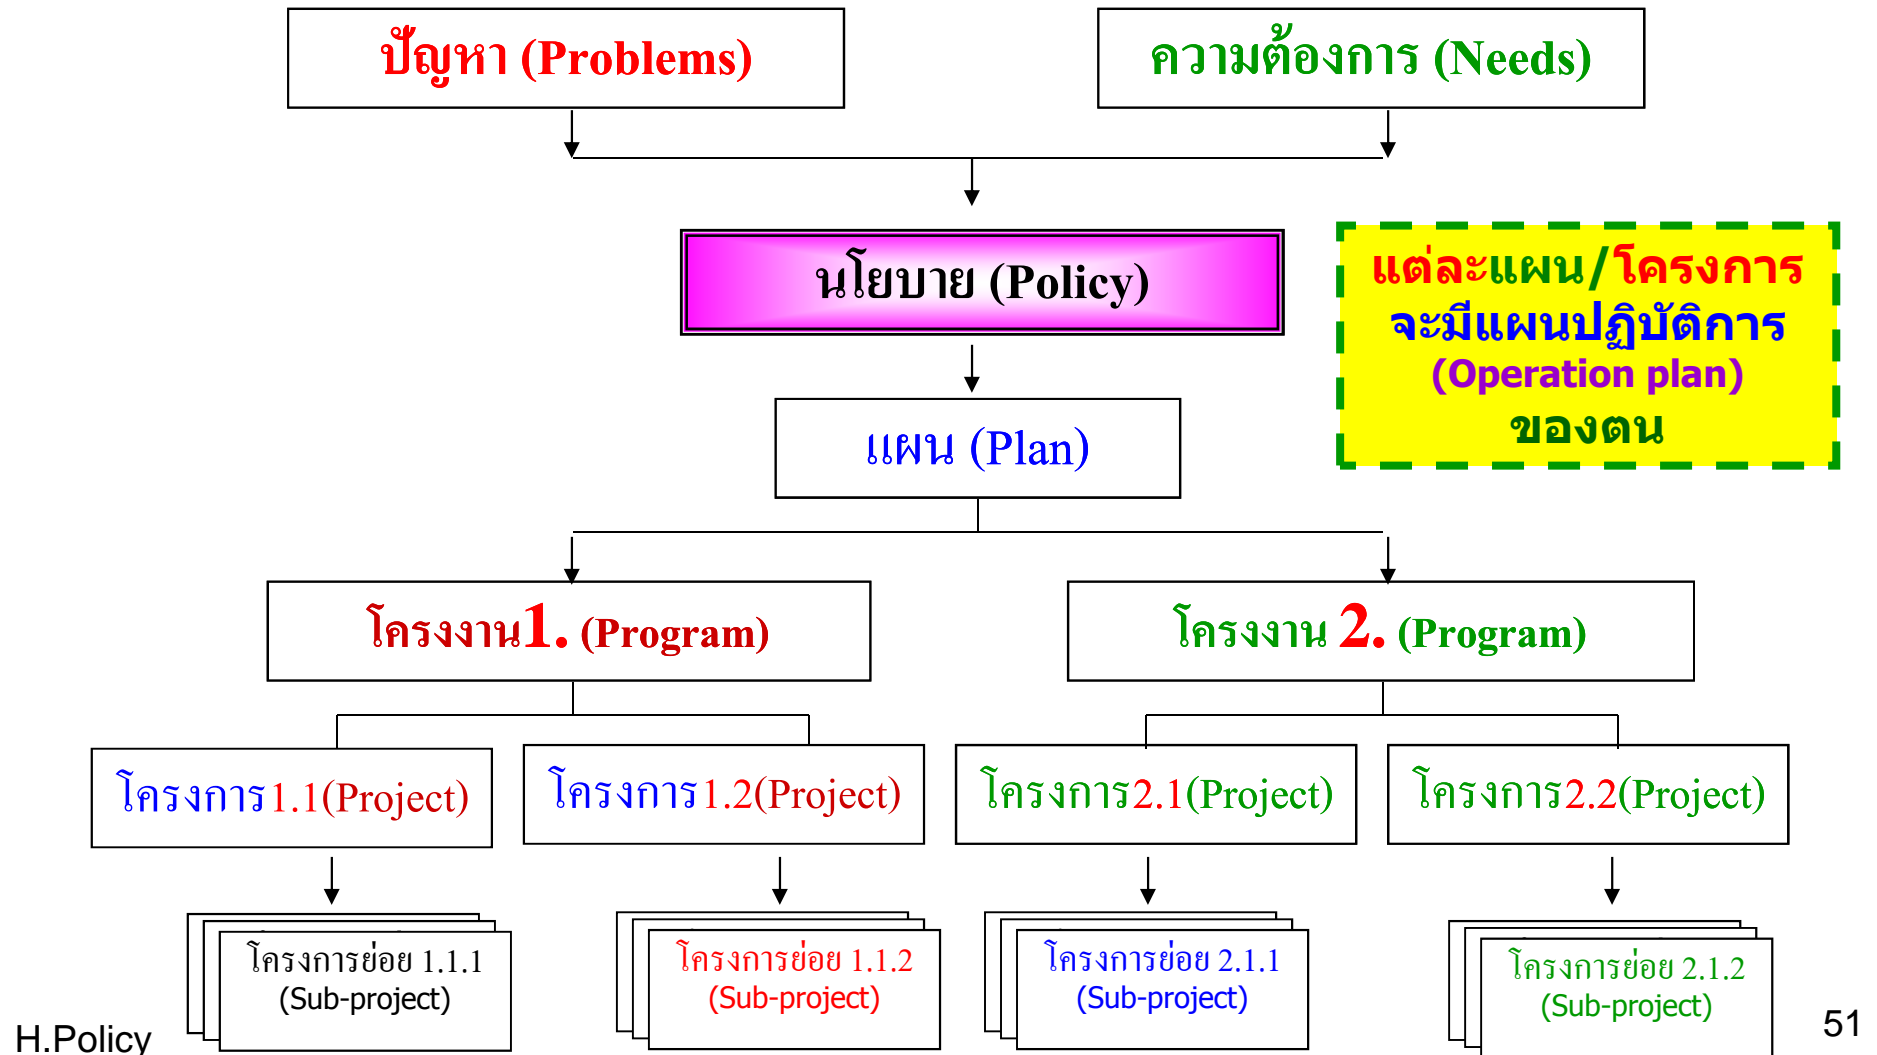 ปัญหา (Problems)
ความต้องการ (Needs)
นโยบาย (Policy)
แต่ละแผน/โครงการ
จะมีแผนปฏิบัติการ
(Operation plan)
ของตน
แผน (Plan)
โครงงาน1. (Program)
โครงงาน 2. (Program)
โครงการ1.1(Project)
โครงการ1.2(Project)
โครงการ2.1(Project)
โครงการ2.2(Project)
โครงการย่อย 1.1.1
(Sub-project)
โครงการย่อย 1.1.2
(Sub-project)
โครงการย่อย 2.1.1
(Sub-project)
โครงการย่อย 2.1.2
(Sub-project)
H.Policy
51